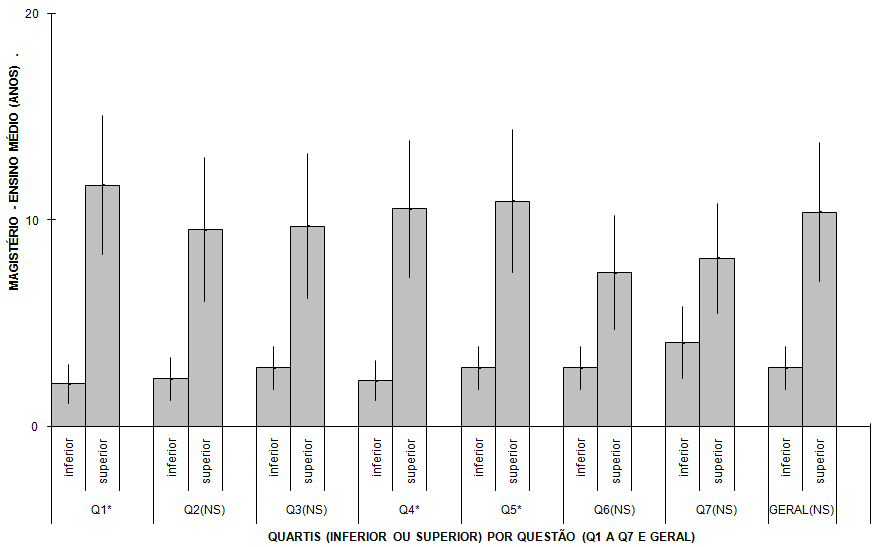 20
10
0
MAGISTÉRIO - ENSINO MÉDIO (ANOS) .
inferior superior inferior superior inferior superior inferior superior inferior superior inferior superior inferior superior inferior superior
Q1* Q2(NS) Q3(NS) Q4* Q5* Q6(NS) Q7(NS) GERAL(NS)
QUARTIS (INFERIOR OU SUPERIOR) POR QUESTÃO (Q1 A Q7 E GERAL)